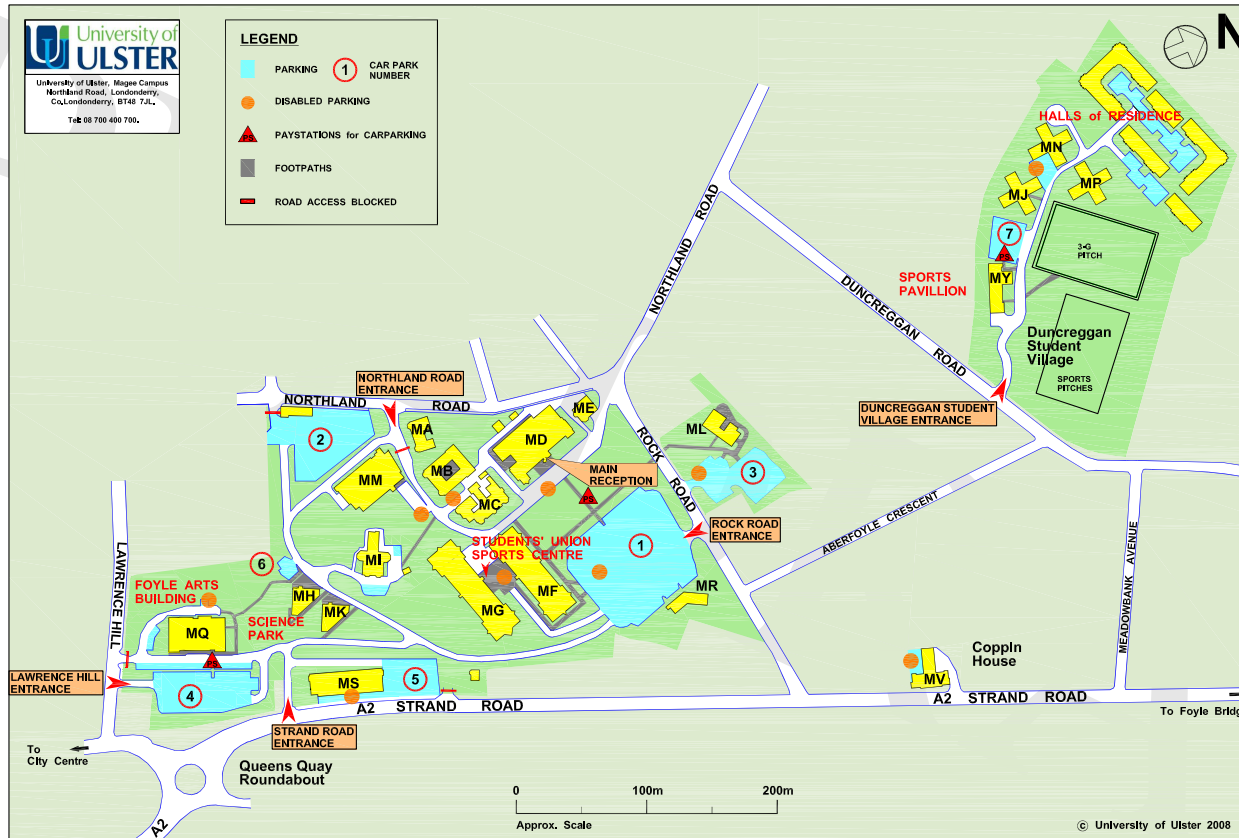 University of
ULSTER
University of Ulster, Magee Campus
Northland Road, Londonderry,
Co.Londonderry, BT48 7JL.
Tel: 08 700 400 700.
LEGEND
PARKING
1
CAR PARK
NUMBER
DISABLED PARKING
PS
PAYSTATIONS for CARPARKING
FOOTPATHS
ROAD ACCESS BLOCKED
N
HALLS of RESIDENCE
MN
MP
MJ
7
PS
3-G
PITCH
MY
SPORTS
PAVILLION
Duncreggan
Student
Village
SPORTS
PITCHES
NORTHLAND ROAD
DUNCREGGAN ROAD
DUNCREGGAN STUDENT
VILLAGE ENTRANCE
NORTHLAND ROAD
ENTRANCE
NORTHLAND ROAD
2
MA
MB
MC
MD
ME
MM
MAIN
RECEPTION
PS
ML
3
ROCK ROAD
ROCK ROAD
ENTRANCE
1
STUDENTS' UNION
SPORTS CENTRE
MI
MG
MF
MR
ABERFOYLE CRESCENT
MEADOWBANK AVENUE
LAWRENCE HILL
6
FOYLE ARTS
BUILDING
MH
MK
SCIENCE
PARK
MQ
PS
4
LAWRENCE HILL
ENTRANCE
MS
5
A2 STRAND ROAD
STRAND ROAD
ENTRANCE
Coppin
House
MV
A2 STRAND ROAD
To Foyle Bridg
To
City Centre
Queens Quay
Roundabout
A2
0 100m 200m
Approx. Scale
© University of Ulster 2008